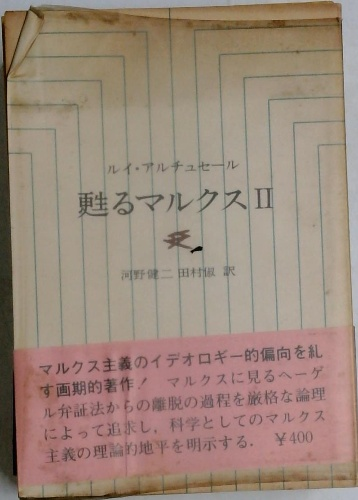 ルイ・アルチュセール
甦るマルクスII
河野健二 田村俶 訳
マルクス主義のイデオロギー的偏向を糺
す画期的著作! マルクスに見るヘーゲ
ル弁証法からの離脱の過程を厳格な論理
によって追求し,科学としてのマルクス
主義の理論的地平を明示する. ¥400